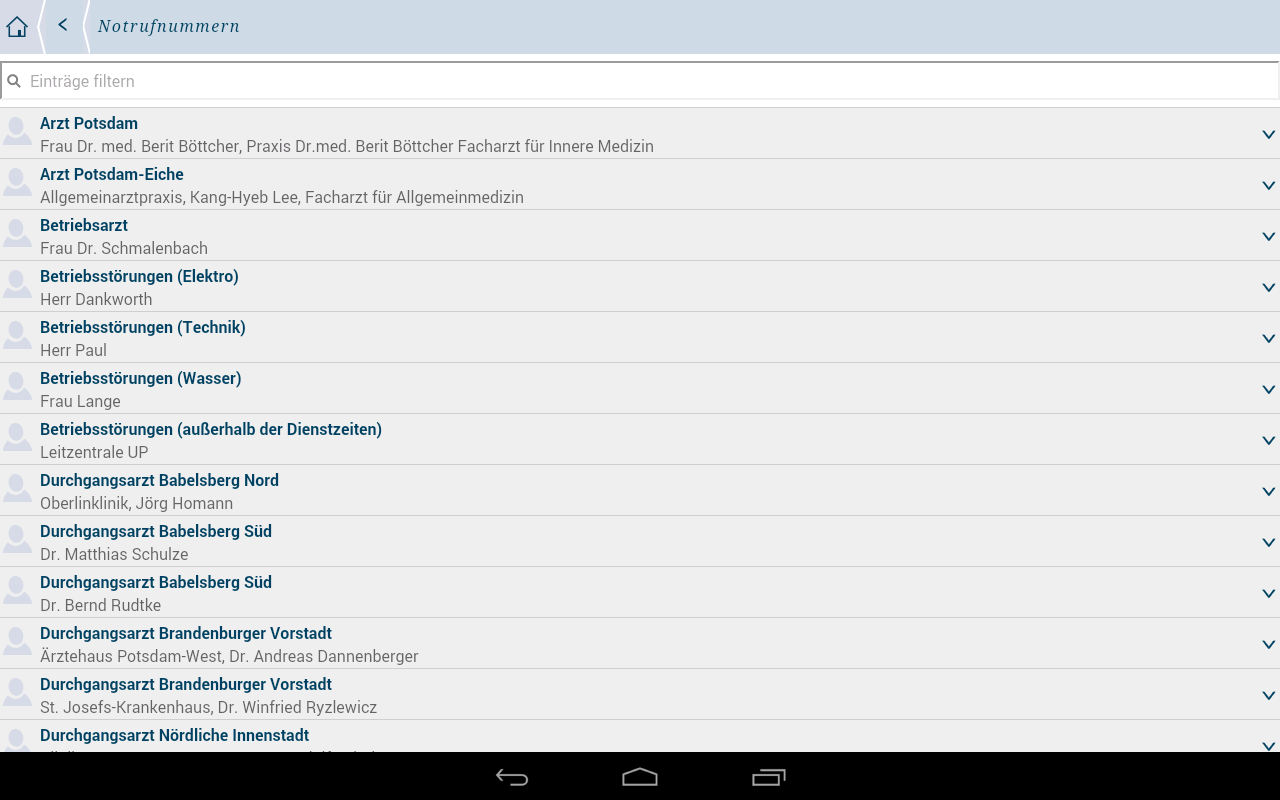 Notrufnummern
Einträge filtern
Arzt Potsdam
Frau Dr. med. Berit Böttcher, Praxis Dr.med. Berit Böttcher Facharzt für Innere Medizin
Arzt Potsdam-Eiche
Allgemeinarztpraxis, Kang-Hyeb Lee, Facharzt für Allgemeinmedizin
Betriebsarzt
Frau Dr. Schmalenbach
Betriebsstörungen (Elektro)
Herr Dankworth
Betriebsstörungen (Technik)
Herr Paul
Betriebsstörungen (Wasser)
Frau Lange
Betriebsstörungen (außerhalb der Dienstzeiten)
Leitzentrale UP
Durchgangsarzt Babelsberg Nord
Oberlinklinik, Jörg Homann
Durchgangsarzt Babelsberg Süd
Dr. Matthias Schulze
Durchgangsarzt Babelsberg Süd
Dr. Bernd Rudtke
Durchgangsarzt Brandenburger Vorstadt
Ärztehaus Potsdam-West, Dr. Andreas Dannenberger
Durchgangsarzt Brandenburger Vorstadt
St. Josefs-Krankenhaus, Dr. Winfried Ryzlewicz
Durchgangsarzt Nördliche Innenstadt